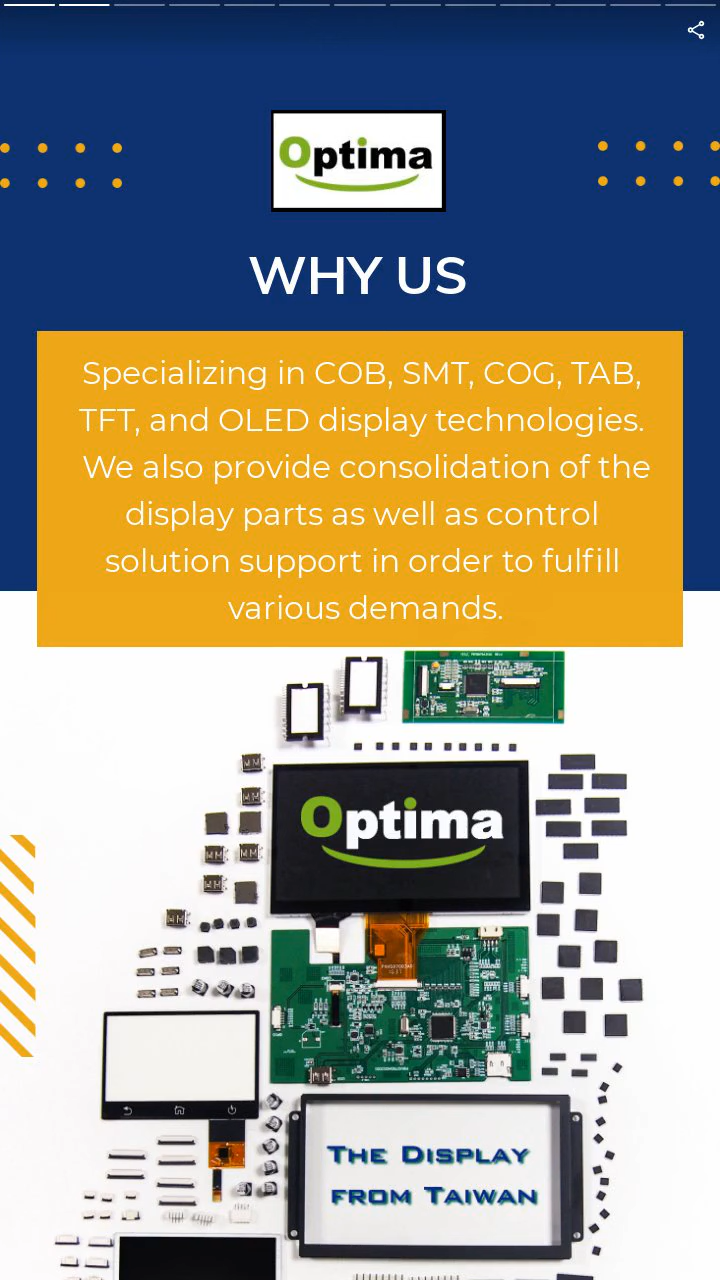 Optima
WHY US
Specializing in COB, SMT, COG, TAB,
TFT, and OLED display technologies.
We also provide consolidation of the
display parts as well as control
solution support in order to fulfill
various demands.
Optima
THE DISPLAY
FROM TAIWAN